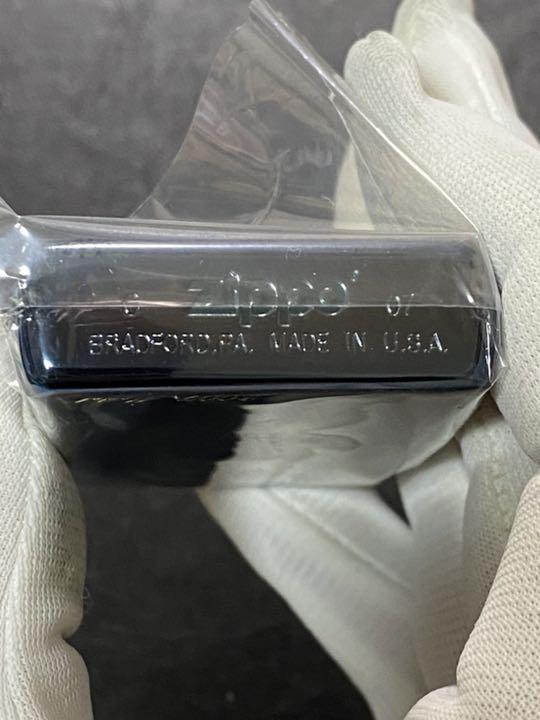 Zippo 07
BRADFORD, PA. MADE IN U.S.A.